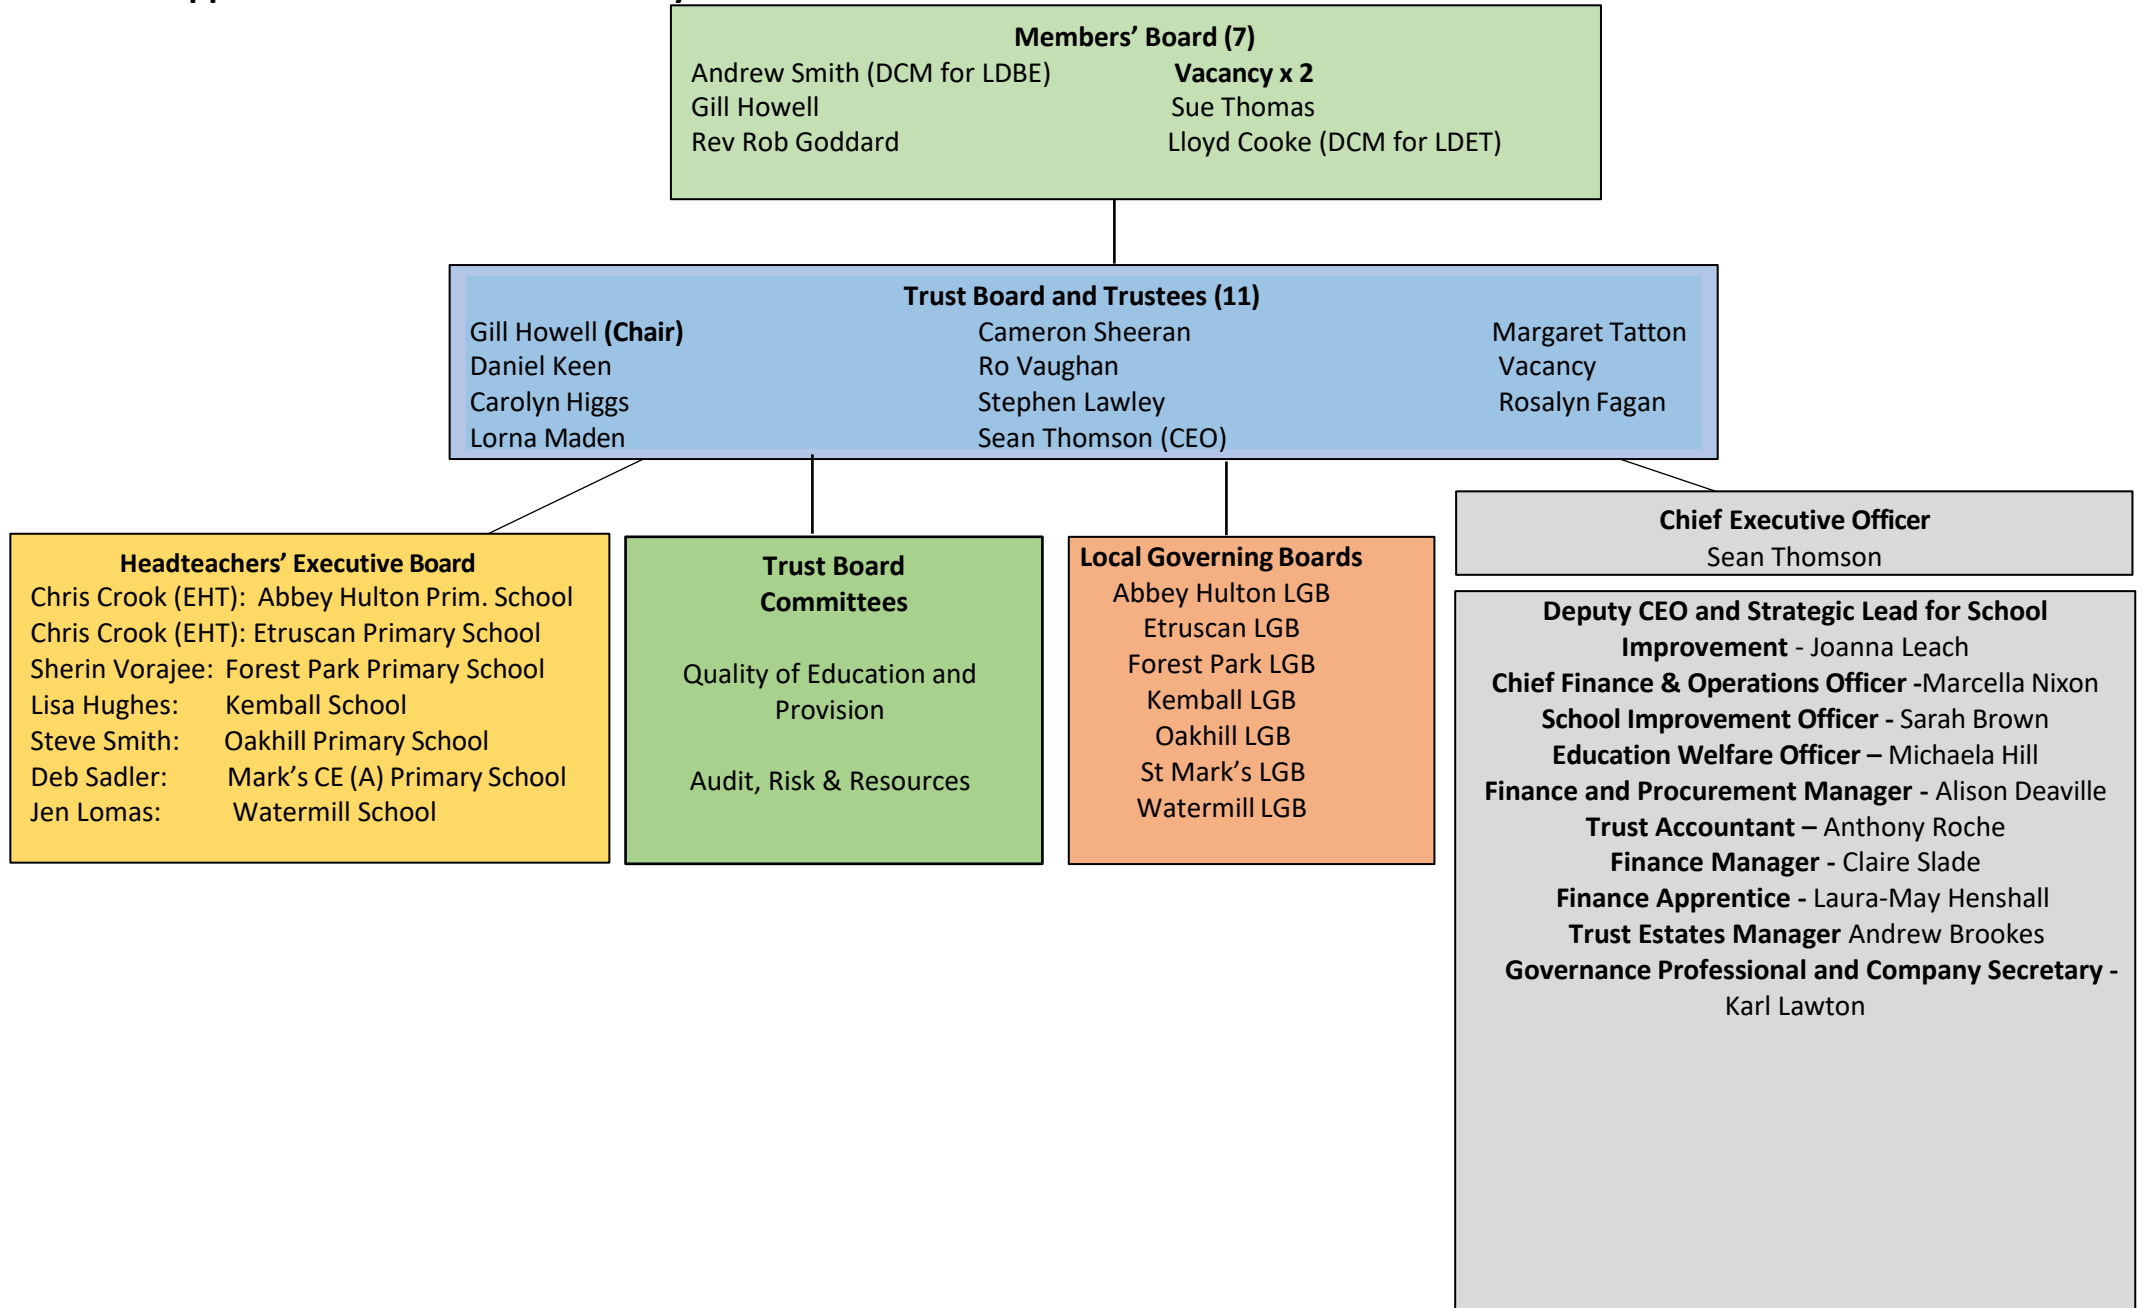 Members’ Board (7)
Andrew Smith (DCM for LDBE) Vacancy x 2
Gill Howell Sue Thomas
Rev Rob Goddard Lloyd Cooke (DCM for LDET)
Trust Board and Trustees (11)
Gill Howell (Chair) Cameron Sheeran Margaret Tatton
Daniel Keen Ro Vaughan Vacancy
Carolyn Higgs Stephen Lawley Rosalyn Fagan
Lorna Maden Sean Thomson (CEO)
Headteachers’ Executive Board
Chris Crook (EHT): Abbey Hulton Prim. School
Chris Crook (EHT): Etruscan Primary School
Sherin Vorajee: Forest Park Primary School
Lisa Hughes: Kemball School
Steve Smith: Oakhill Primary School
Deb Sadler: Mark’s CE (A) Primary School
Jen Lomas: Watermill School
Trust Board
Committees
Quality of Education and
Provision
Audit, Risk & Resources
Local Governing Boards
Abbey Hulton LGB
Etruscan LGB
Forest Park LGB
Kemball LGB
Oakhill LGB
St Mark’s LGB
Watermill LGB
Chief Executive Officer
Sean Thomson
Deputy CEO and Strategic Lead for School
Improvement - Joanna Leach
Chief Finance & Operations Officer -Marcella Nixon
School Improvement Officer - Sarah Brown
Education Welfare Officer – Michaela Hill
Finance and Procurement Manager - Alison Deaville
Trust Accountant – Anthony Roche
Finance Manager - Claire Slade
Finance Apprentice - Laura-May Henshall
Trust Estates Manager Andrew Brookes
Governance Professional and Company Secretary -
Karl Lawton